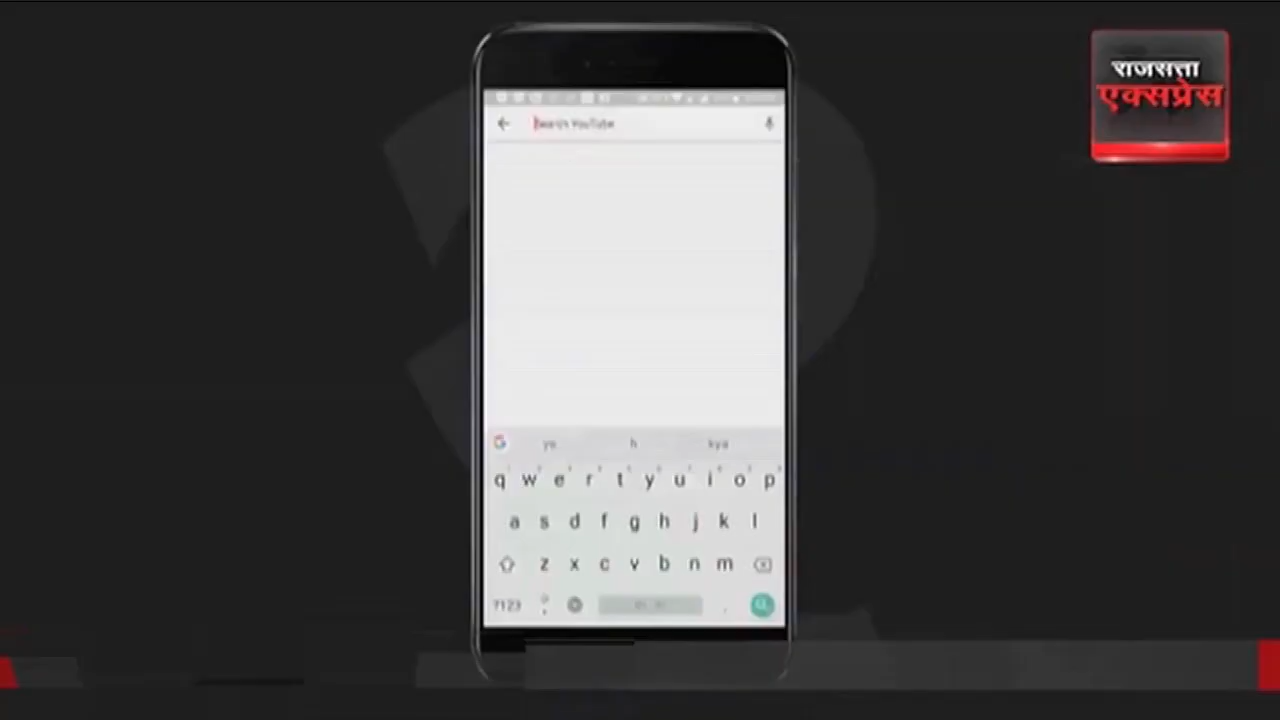 राजसत्ता
एक्सप्रेस
Search YouTube
ya h kya
q w e r t y u i o p
a s d f g h j k l
z x c v b n m
?123